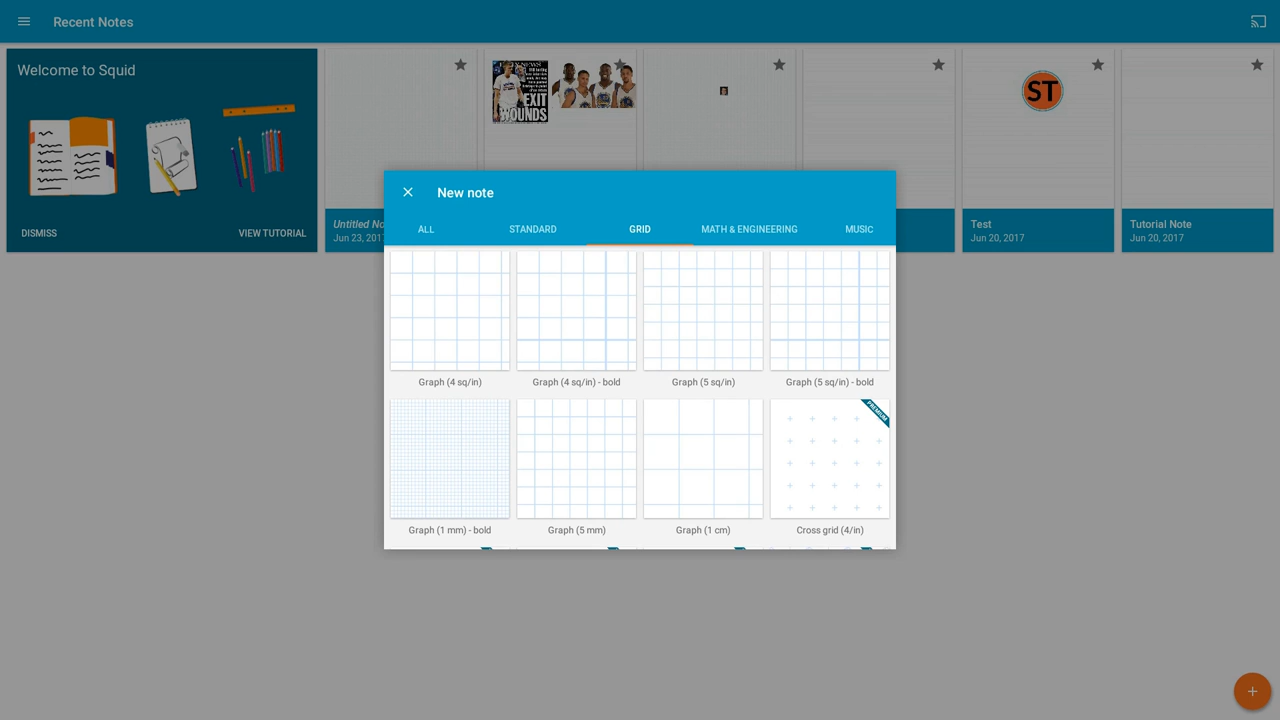 Recent Notes
Welcome to Squid
DISMISS
VIEW TUTORIAL
EXIT
WOUNDS
ST
Jun 23, 2017
Test
Jun 20, 2017
Tutorial Note
Jun 20, 2017
New note
ALL
STANDARD
GRID
MATH & ENGINEERING
MUSIC
Graph (4 sq/in)
Graph (4 sq/in) - bold
Graph (5 sq/in)
Graph (5 sq/in) - bold
PREMIUM
Graph (1 mm) - bold
Graph (5 mm)
Graph (1 cm)
Cross grid (4/in)